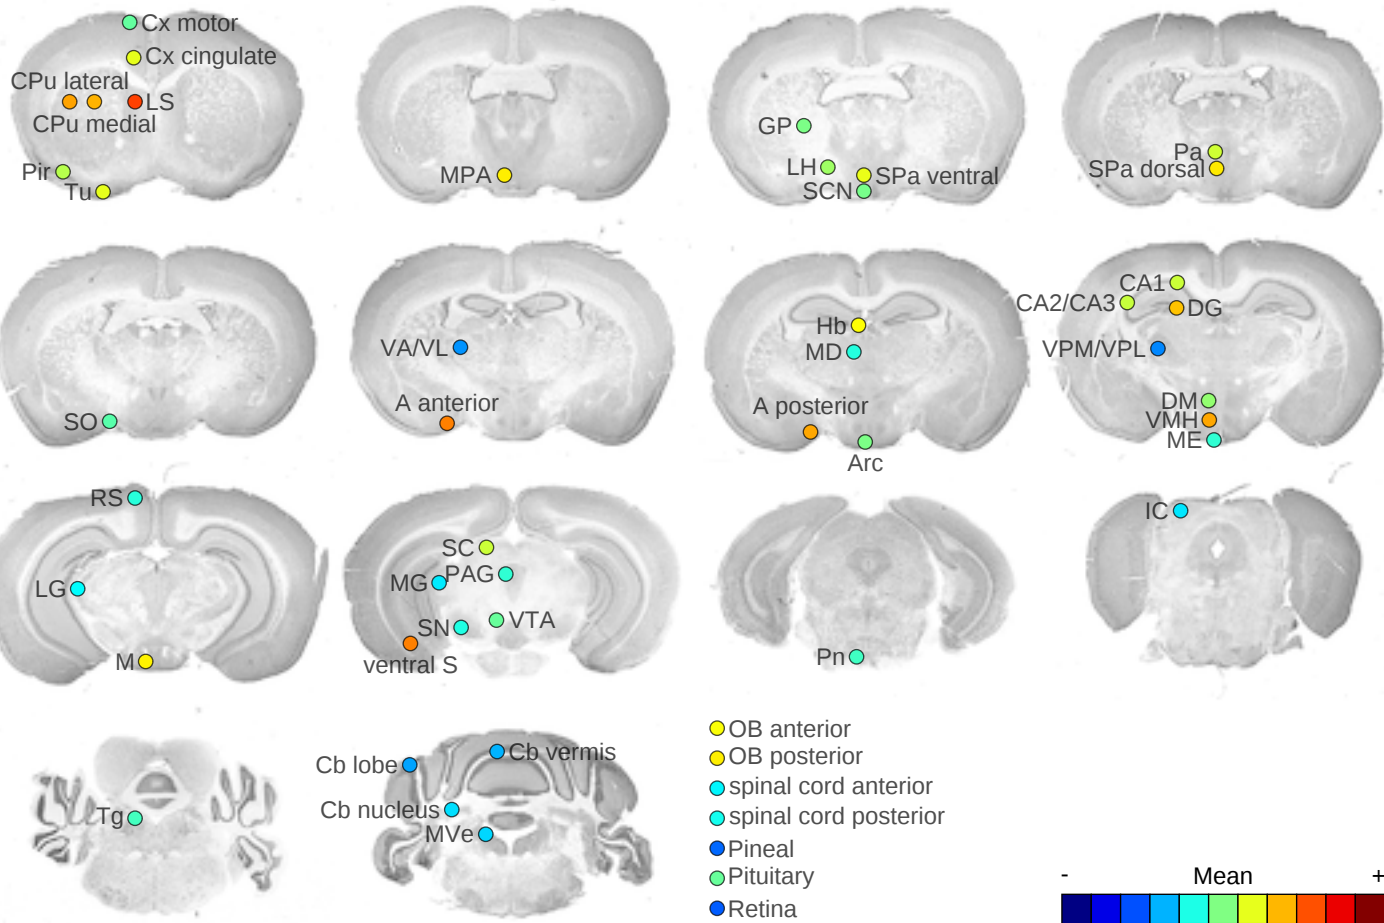 Cx motor
Cx cingulate
CPu lateral
LS
CPu medial
Pir
Tu
MPA
GP
LH
SPa ventral
SCN
Pa
SPa dorsal
SO
VA/VL
A anterior
Hb
MD
A posterior
Arc
CA1
CA2/CA3
DG
VPM/VPL
DM
VMH
ME
RS
LG
M
SC
MG
PAG
SN
VTA
ventral S
Pn
IC
Tg
Cb lobe
Cb vermis
Cb nucleus
MVe
OB anterior
OB posterior
spinal cord anterior
spinal cord posterior
Pineal
Pituitary
Retina
- Mean +